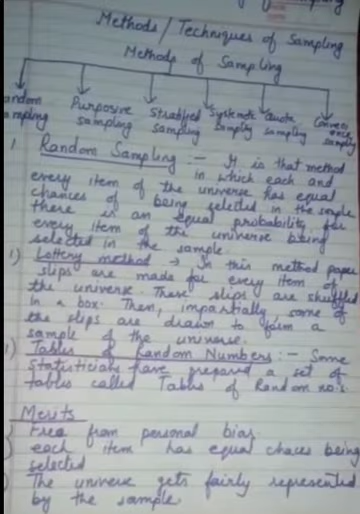 Methods/Techniques of Sampling
Methods of Sampling
andom Purposive Stratified Systematic Quota Conveni
ampling sampling sampling sampling sampling ence
sampling
1 Random Sampling :- It is that method
in which each and
every item of the universe has equal
chances of being selected in the sample
there is an equal probability for
every item of the universe being
selected in the sample.
1) Lottery method → In this method paper
slips are made for every item of
the universe. These slips are shuffled
in a box. Then, impartially, some of
the slips are drawn to form a
sample of the universe.
) Tables of Random Numbers :- Some
statisticians have prepared a set of
tables called Tables of Random no:s
Merits
) Free from personal bias.
) each item has equal chaces being
selected
) The universe gets fairly represented
by the sample.